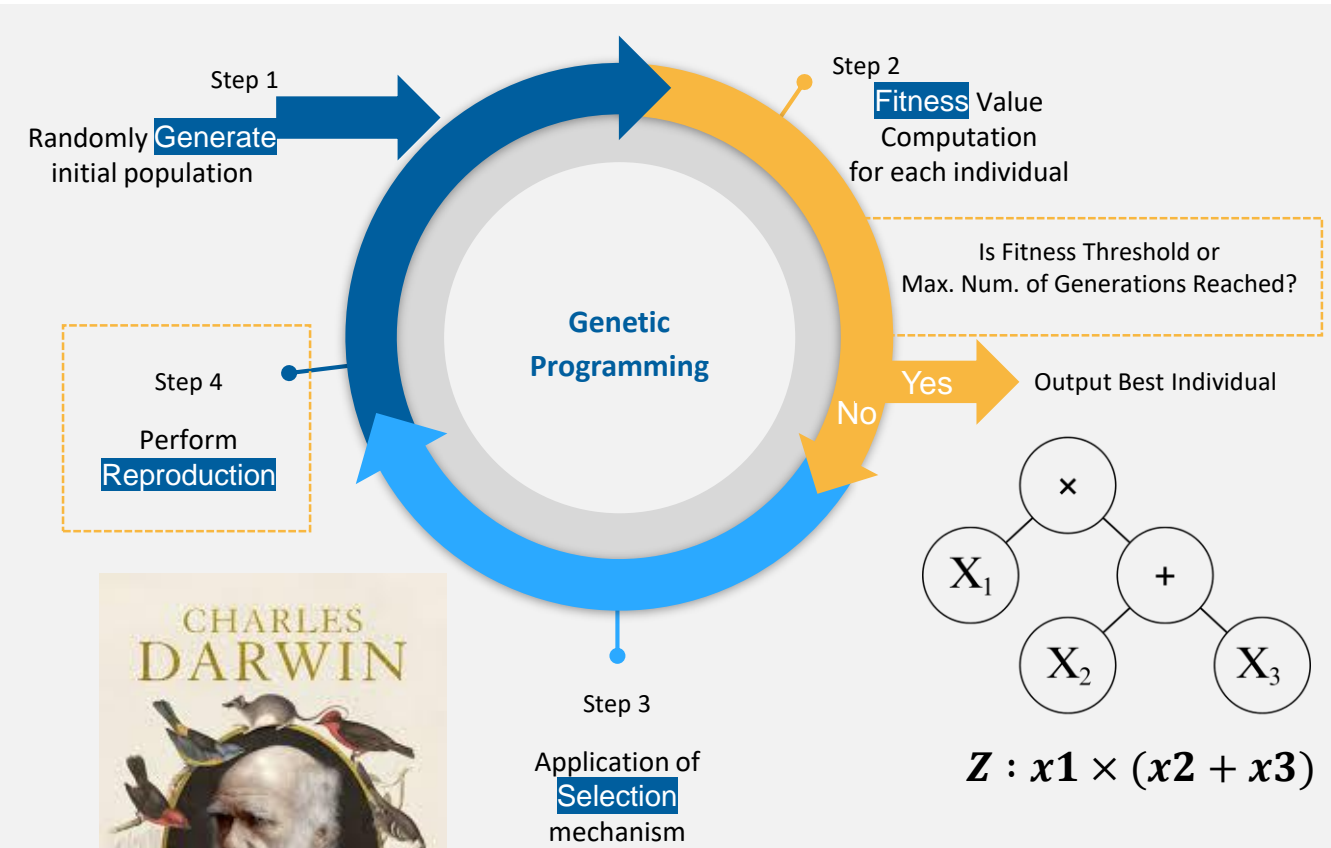 Step 1
Randomly Generate
initial population
Step 2
Fitness Value
Computation
for each individual
Is Fitness Threshold or
Max. Num. of Generations Reached?
Yes
No
Output Best Individual
Genetic
Programming
Step 4
Perform
Reproduction
Step 3
Application of
Selection
mechanism
CHARLES
DARWIN
×
X₁
+
X₂
X₃
Z : x1 × (x2 + x3)